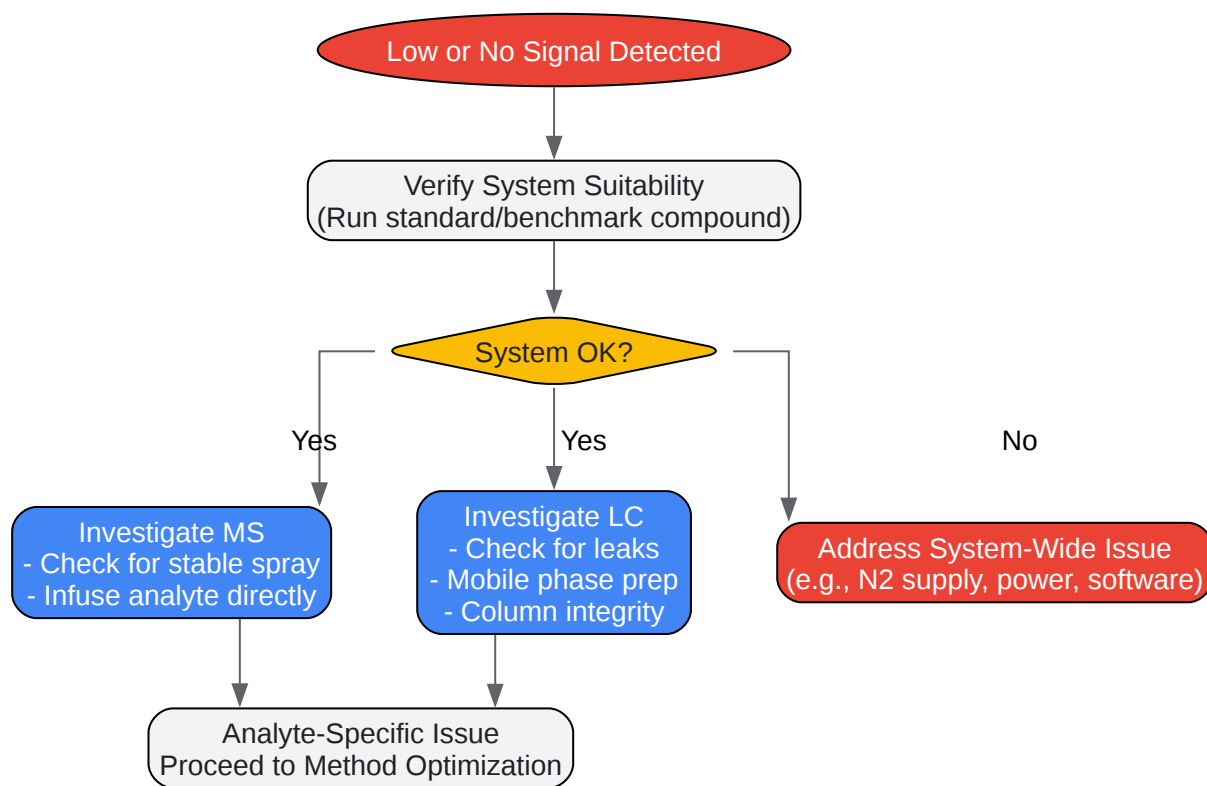 Low or No Signal Detected
Verify System Suitability
(Run standard/benchmark compound)
System OK?
Yes
Yes
No
Investigate MS
- Check for stable spray
- Infuse analyte directly
Investigate LC
- Check for leaks
- Mobile phase prep
- Column integrity
Address System-Wide Issue
(e.g., N2 supply, power, software)
Analyte-Specific Issue
Proceed to Method Optimization